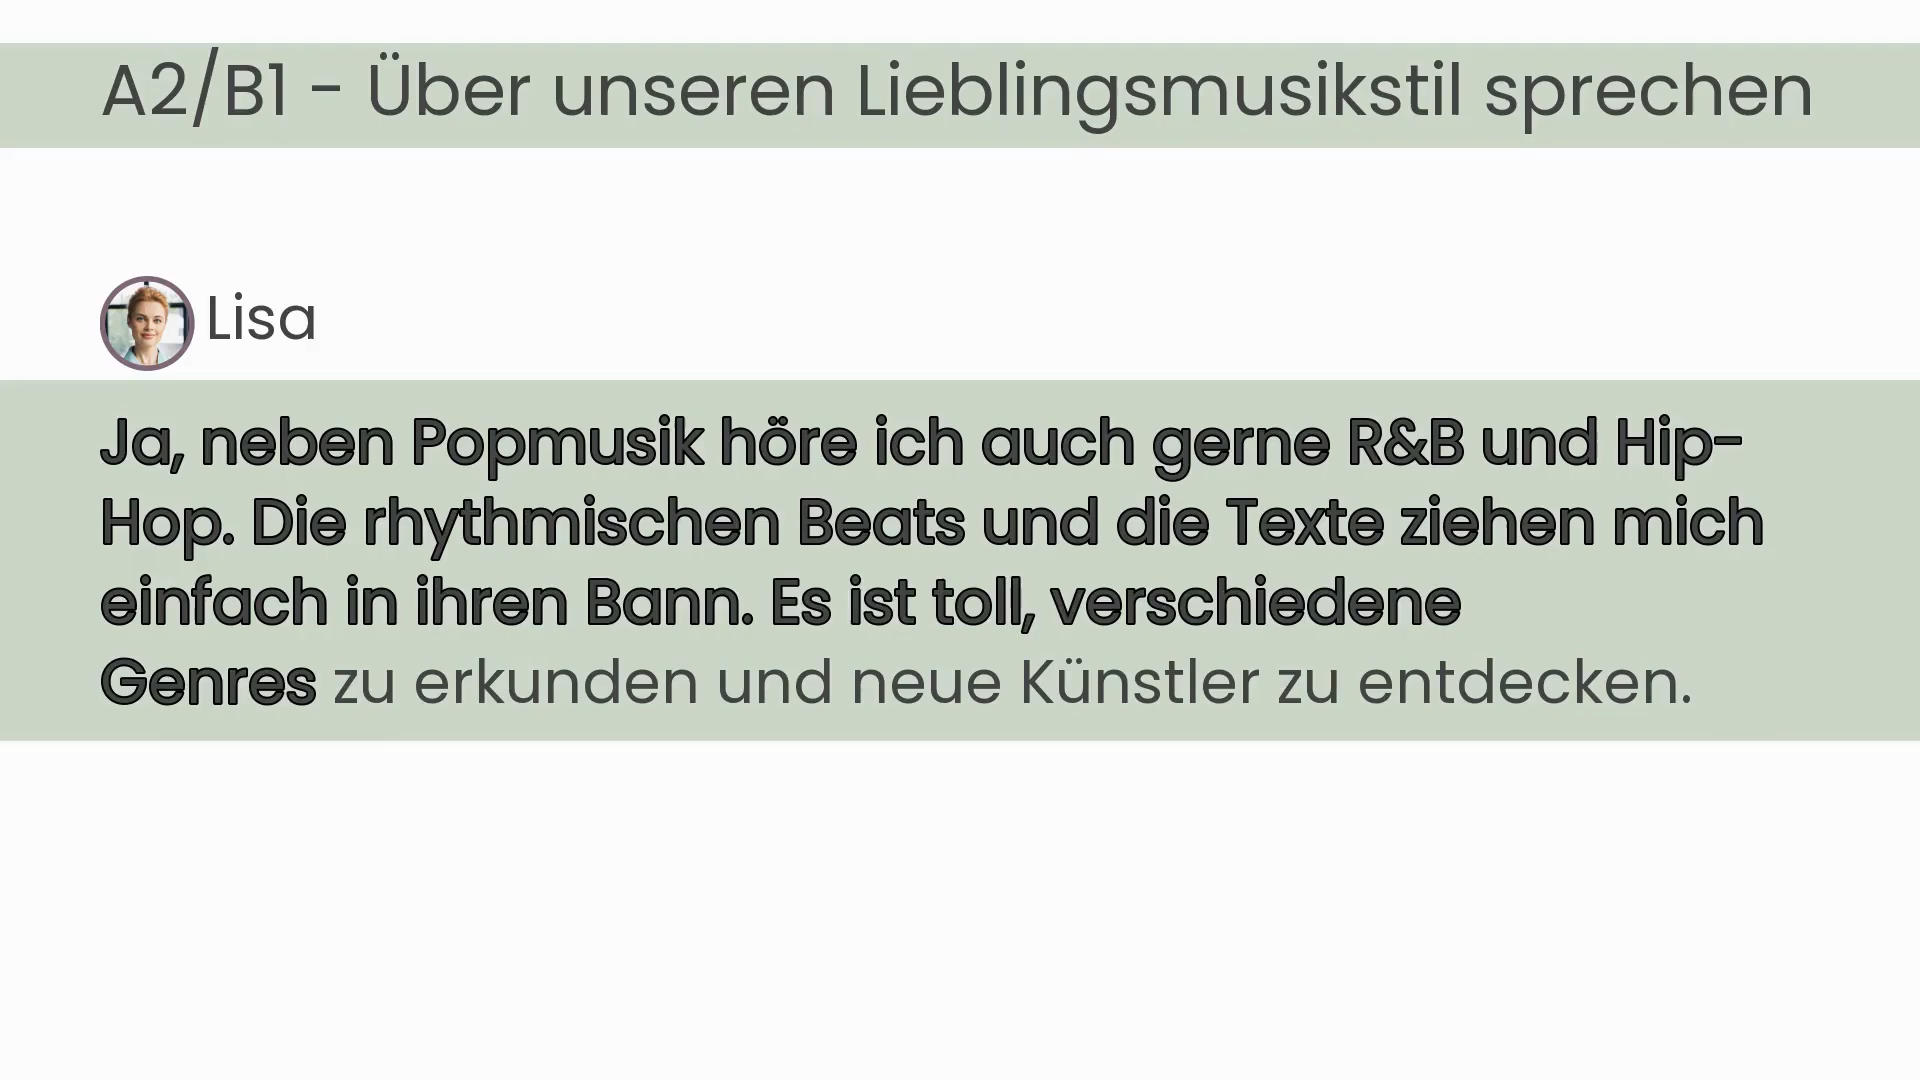 A2/B1 - Über unseren Lieblingsmusikstil sprechen
Lisa
Ja, neben Popmusik höre ich auch gerne R&B und Hip-
Hop. Die rhythmischen Beats und die Texte ziehen mich
einfach in ihren Bann. Es ist toll, verschiedene
Genres zu erkunden und neue Künstler zu entdecken.